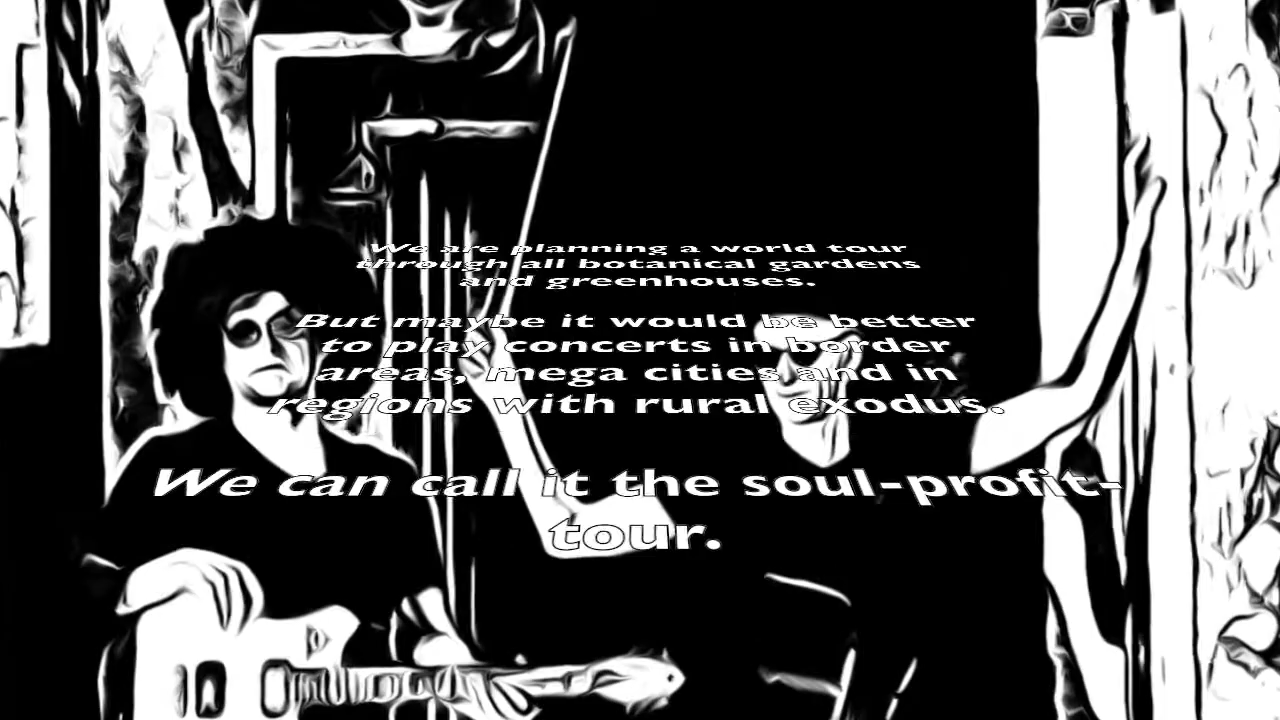 We are planning a world tour
through all botanical gardens
and greenhouses.
But maybe it would be better
to play concerts in border
areas, mega cities and in
regions with rural exodus.
We can call it the soul-profit-
tour.